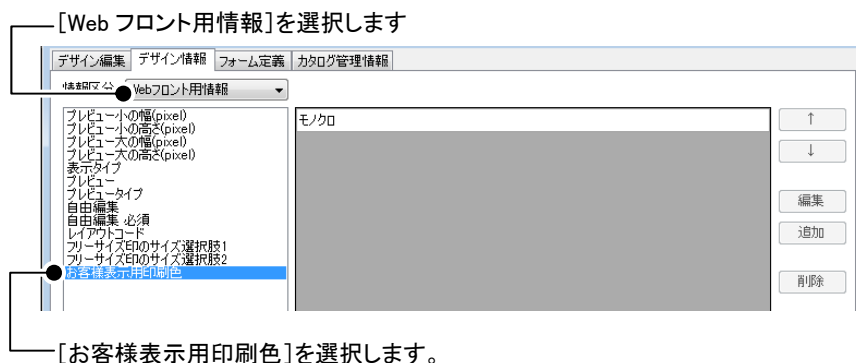 [Web フロント用情報]を選択します
デザイン編集 デザイン情報 フォーム定義 カタログ管理情報
情報区分 Webフロント用情報
プレビュー小の幅(pixel)
プレビュー小の高さ(pixel)
プレビュー大の幅(pixel)
プレビュー大の高さ(pixel)
表示タイプ
プレビュー
プレビュータイプ
自由編集
自由編集 必須
レイアウトコード
フリーサイズ印のサイズ選択肢1
フリーサイズ印のサイズ選択肢2
お客様表示用印刷色
モノクロ
↑
↓
編集
追加
削除
[お客様表示用印刷色]を選択します。